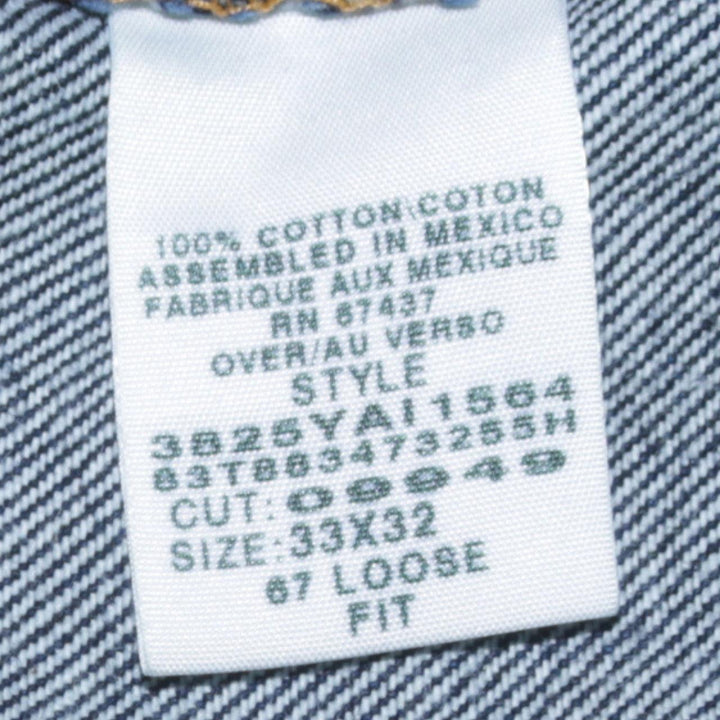 100% COTTON\COTON
ASSEMBLED IN MEXICO
FABRIQUE AUX MEXIQUE
RN 67437
OVER/AU VERSO
STYLE
3825YAI1564
83T883473255H
CUT: 09949
SIZE: 33X32
67 LOOSE
FIT